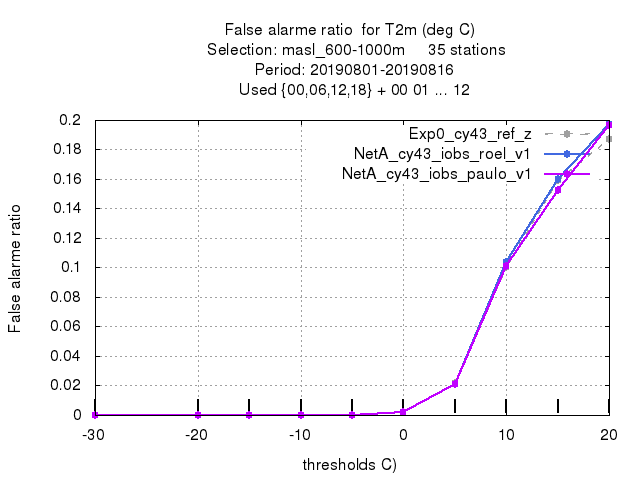 False alarme ratio  for T2m (deg C)
Selection: masl_600-1000m     35 stations
Period: 20190801-20190816
Used {00,06,12,18} + 00 01 ... 12
Exp0_cy43_ref_z
NetA_cy43_iobs_roel_v1
NetA_cy43_iobs_paulo_v1
False alarme ratio
0.2
0.18
0.16
0.14
0.12
0.1
0.08
0.06
0.04
0.02
0
-30 -20 -10 0 10 20
thresholds C)